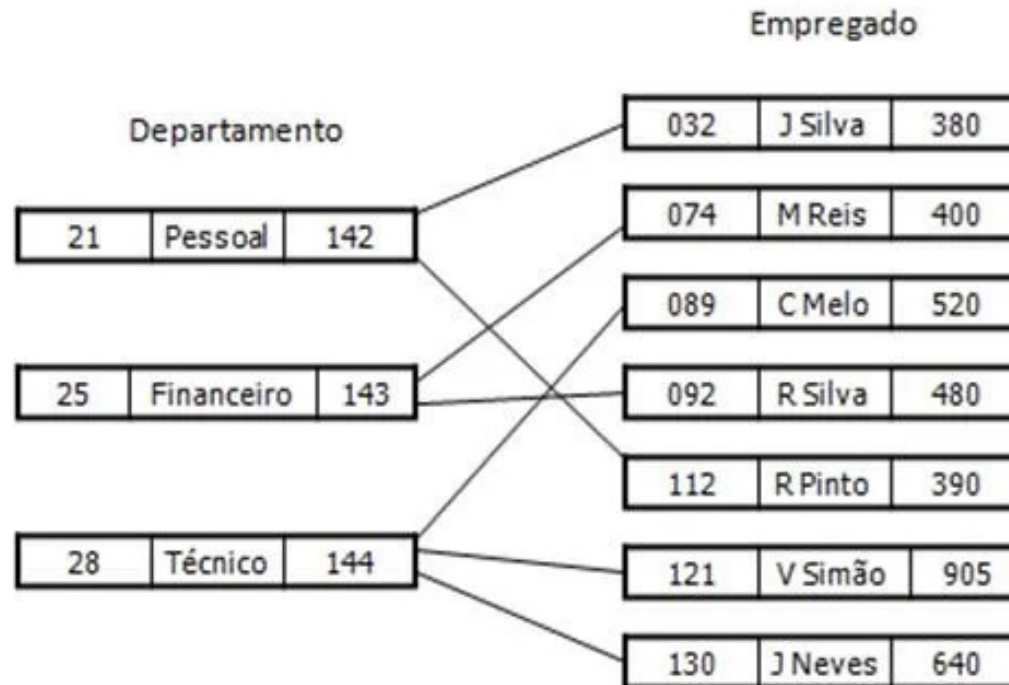 Empregado
Departamento
032 J Silva 380
074 M Reis 400
089 C Melo 520
092 R Silva 480
112 R Pinto 390
121 V Simão 905
130 J Neves 640
21 Pessoal 142
25 Financeiro 143
28 Técnico 144